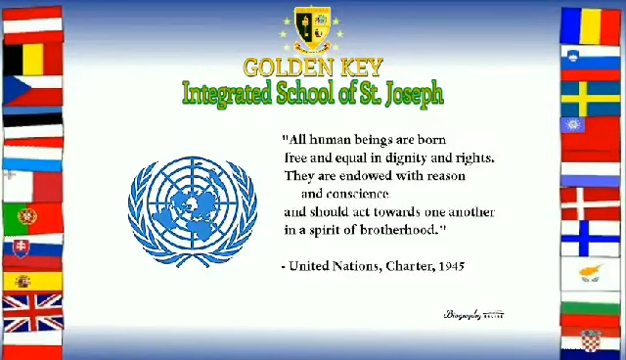 GOLDEN KEY
Integrated School of St. Joseph
"All human beings are born
free and equal in dignity and rights.
They are endowed with reason
and conscience
and should act towards one another
in a spirit of brotherhood."
- United Nations, Charter, 1945
Biography